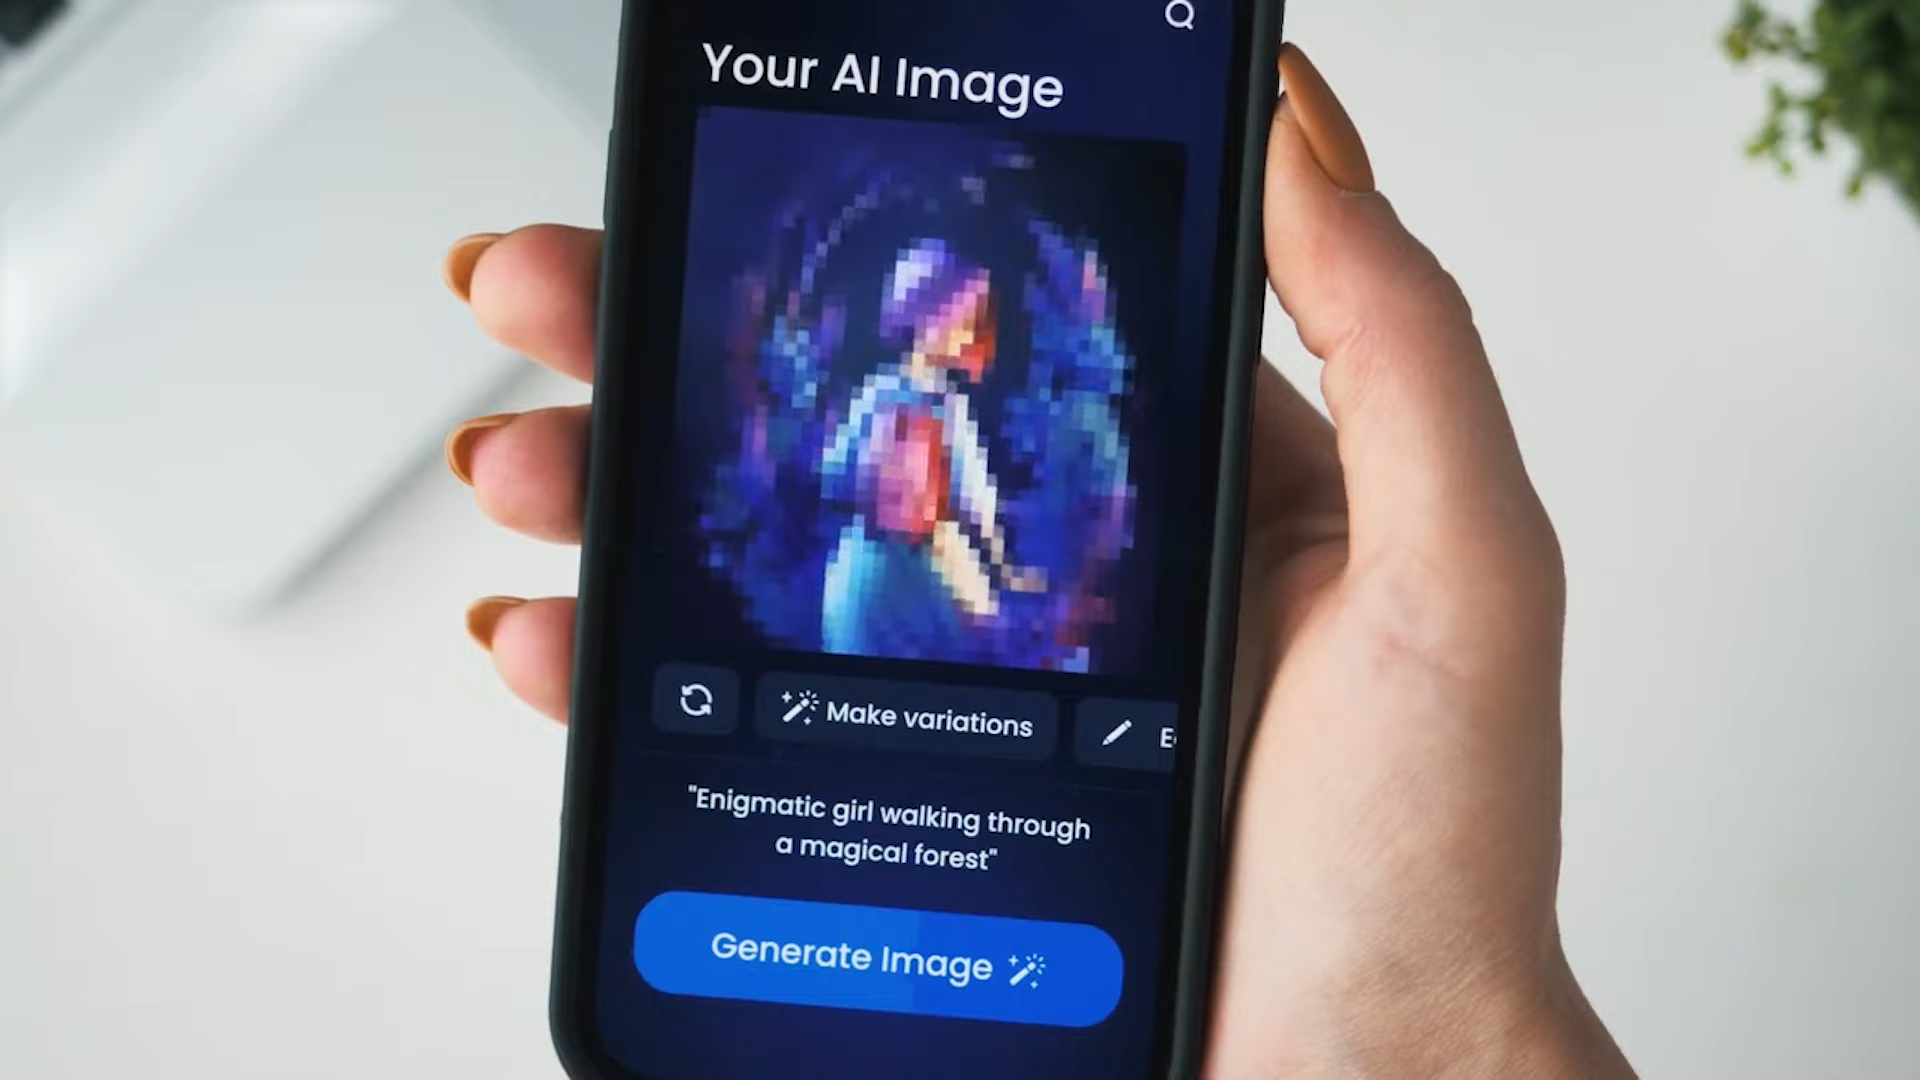 Your AI Image
Make variations
"Enigmatic girl walking through
a magical forest"
Generate Image